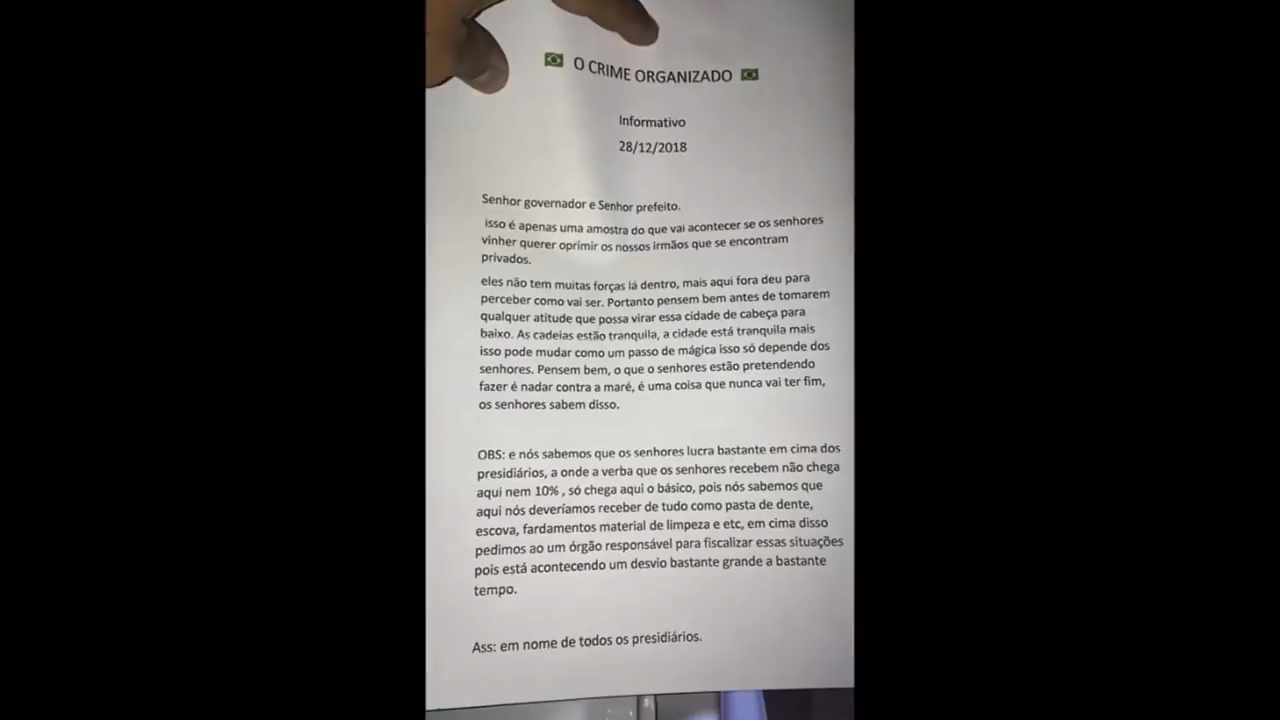 🇧🇷 O CRIME ORGANIZADO 🇧🇷
Informativo
28/12/2018
Senhor governador e Senhor prefeito.
isso é apenas uma amostra do que vai acontecer se os senhores
vinher querer oprimir os nossos irmãos que se encontram
privados.
eles não tem muitas forças lá dentro, mais aqui fora deu para
perceber como vai ser. Portanto pensem bem antes de tomarem
qualquer atitude que possa virar essa cidade de cabeça para
baixo. As cadeias estão tranquila, a cidade está tranquila mais
isso pode mudar como um passo de mágica isso só depende dos
senhores. Pensem bem, o que o senhores estão pretendendo
fazer é nadar contra a maré, é uma coisa que nunca vai ter fim,
os senhores sabem disso.
OBS: e nós sabemos que os senhores lucra bastante em cima dos
presidiários, a onde a verba que os senhores recebem não chega
aqui nem 10% , só chega aqui o básico, pois nós sabemos que
aqui nós deveríamos receber de tudo como pasta de dente,
escova, fardamentos material de limpeza e etc, em cima disso
pedimos ao um órgão responsável para fiscalizar essas situações
pois está acontecendo um desvio bastante grande a bastante
tempo.
Ass: em nome de todos os presidiários.